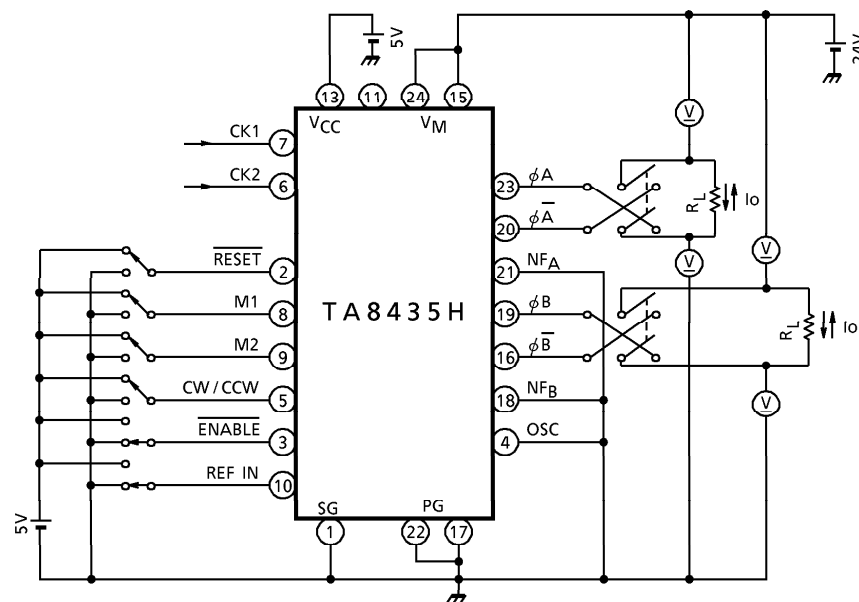 5V
24V
13
11
24
15
VCC
VM
CK1
7
CK2
6
23
φA
20
φA̅
RL
Io
V
V
RESET̅
2
21
NFA
V
M1
8
TA8435H
19
φB
M2
9
16
φB̅
RL
Io
CW/CCW
5
18
NFB
V
ENABLE̅
3
4
OSC
REF IN
10
5V
SG
PG
1
22
17